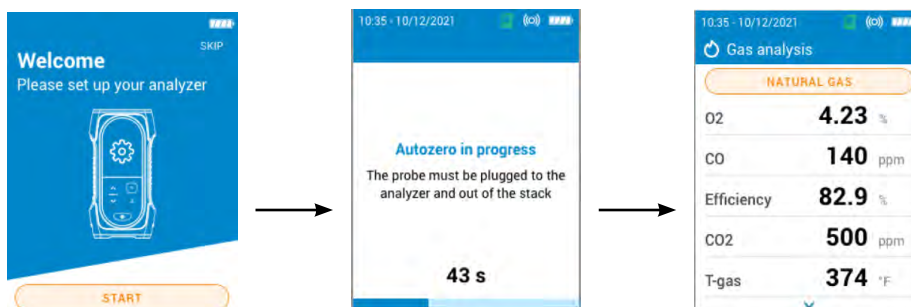 SKIP
Welcome
Please set up your analyzer
START
10:35 - 10/12/2021
Autozero in progress
The probe must be plugged to the
analyzer and out of the stack
43 s
10:35 - 10/12/2021
Gas analysis
NATURAL GAS
O2 4.23 %
CO 140 ppm
Efficiency 82.9 %
CO2 500 ppm
T-gas 374 °F